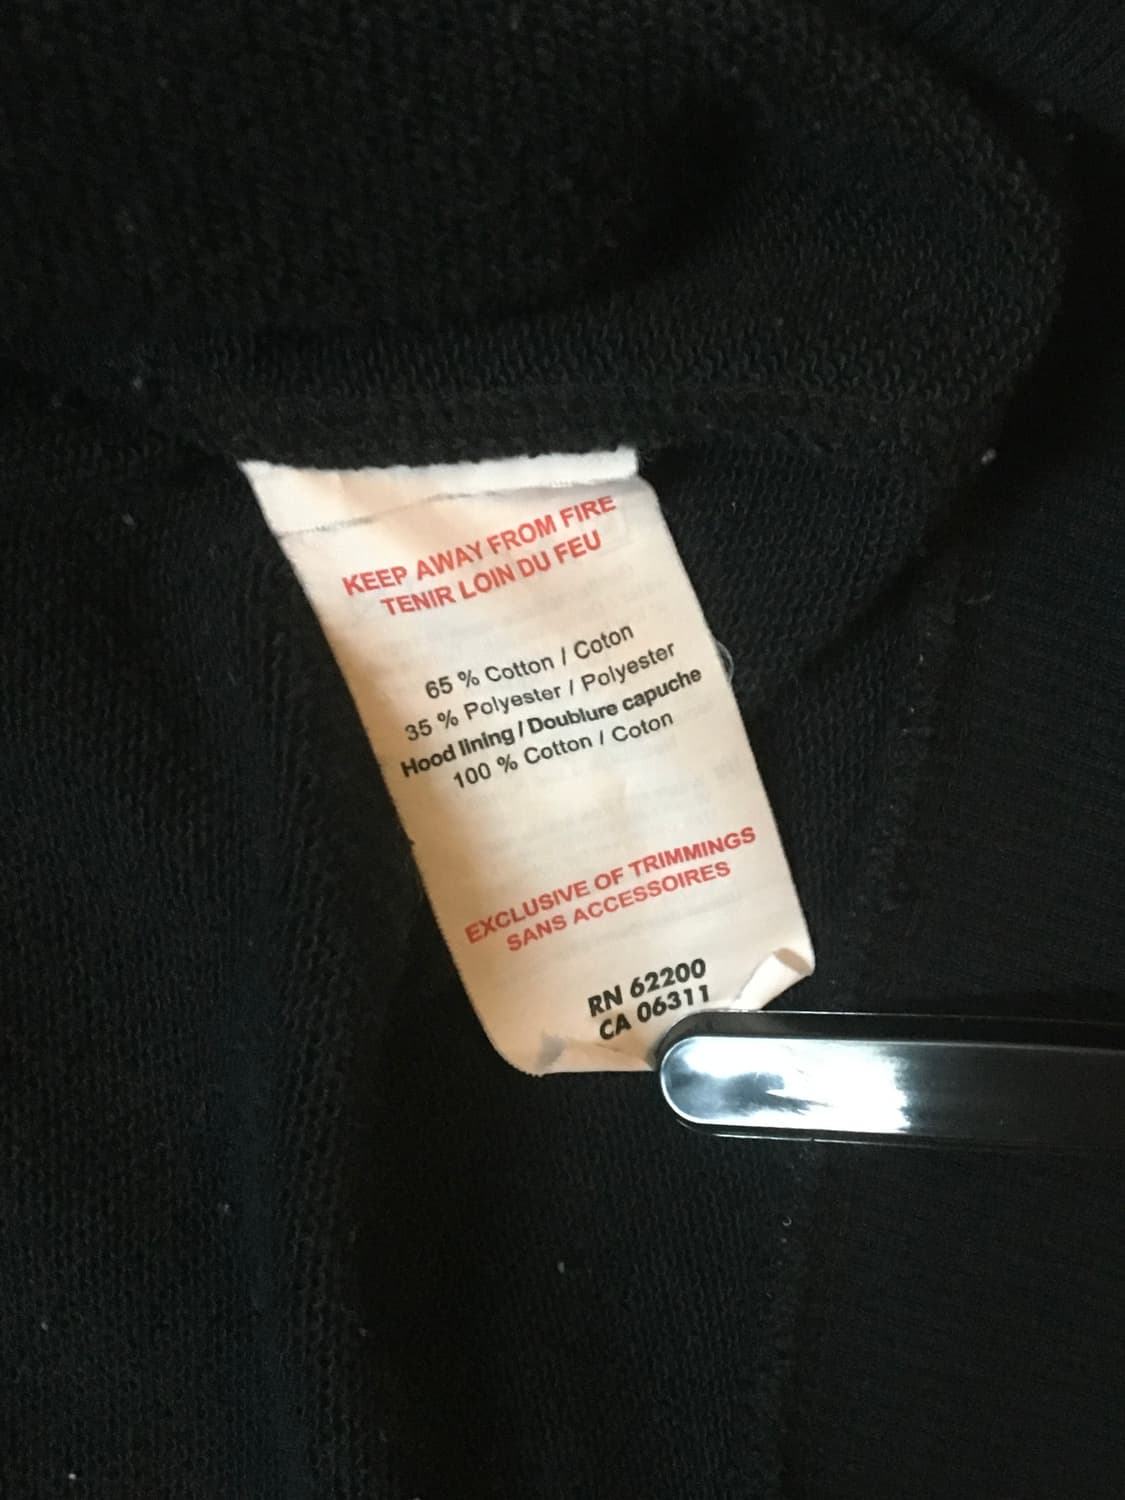 KEEP AWAY FROM FIRE
TENIR LOIN DU FEU
65 % Cotton / Coton
35 % Polyester / Polyester
Hood lining / Doublure capuche
100 % Cotton / Coton
EXCLUSIVE OF TRIMMINGS
SANS ACCESSOIRES
RN 62200
CA 06311